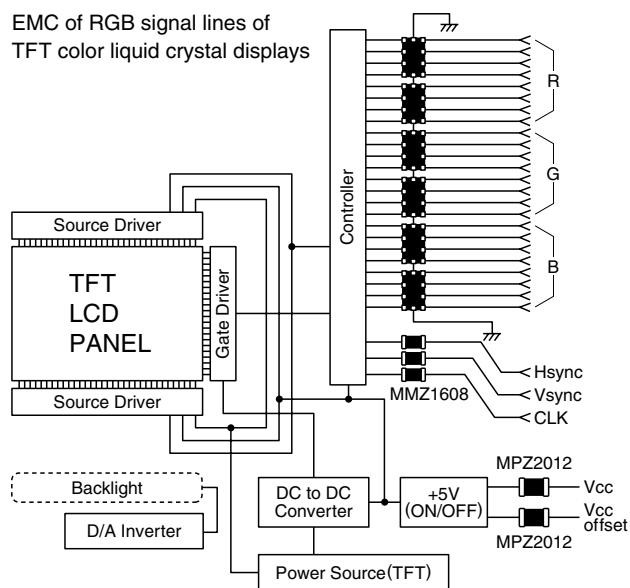 EMC of RGB signal lines of
TFT color liquid crystal displays
R
G
B
Controller
Source Driver
TFT
LCD
PANEL
Gate Driver
Source Driver
Hsync
Vsync
CLK
MMZ1608
Backlight
D/A Inverter
DC to DC
Converter
+5V
(ON/OFF)
MPZ2012
Vcc
Vcc
offset
MPZ2012
Power Source(TFT)